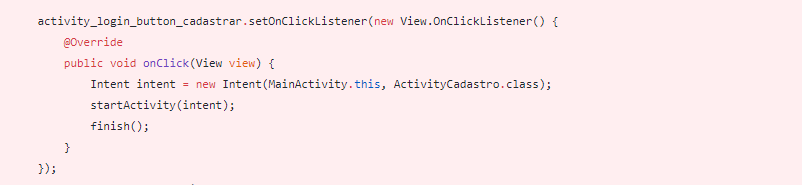 activity_login_button_cadastrar.setOnClickListener(new View.OnClickListener() {
@Override
public void onClick(View view) {
Intent intent = new Intent(MainActivity.this, ActivityCadastro.class);
startActivity(intent);
finish();
}
});